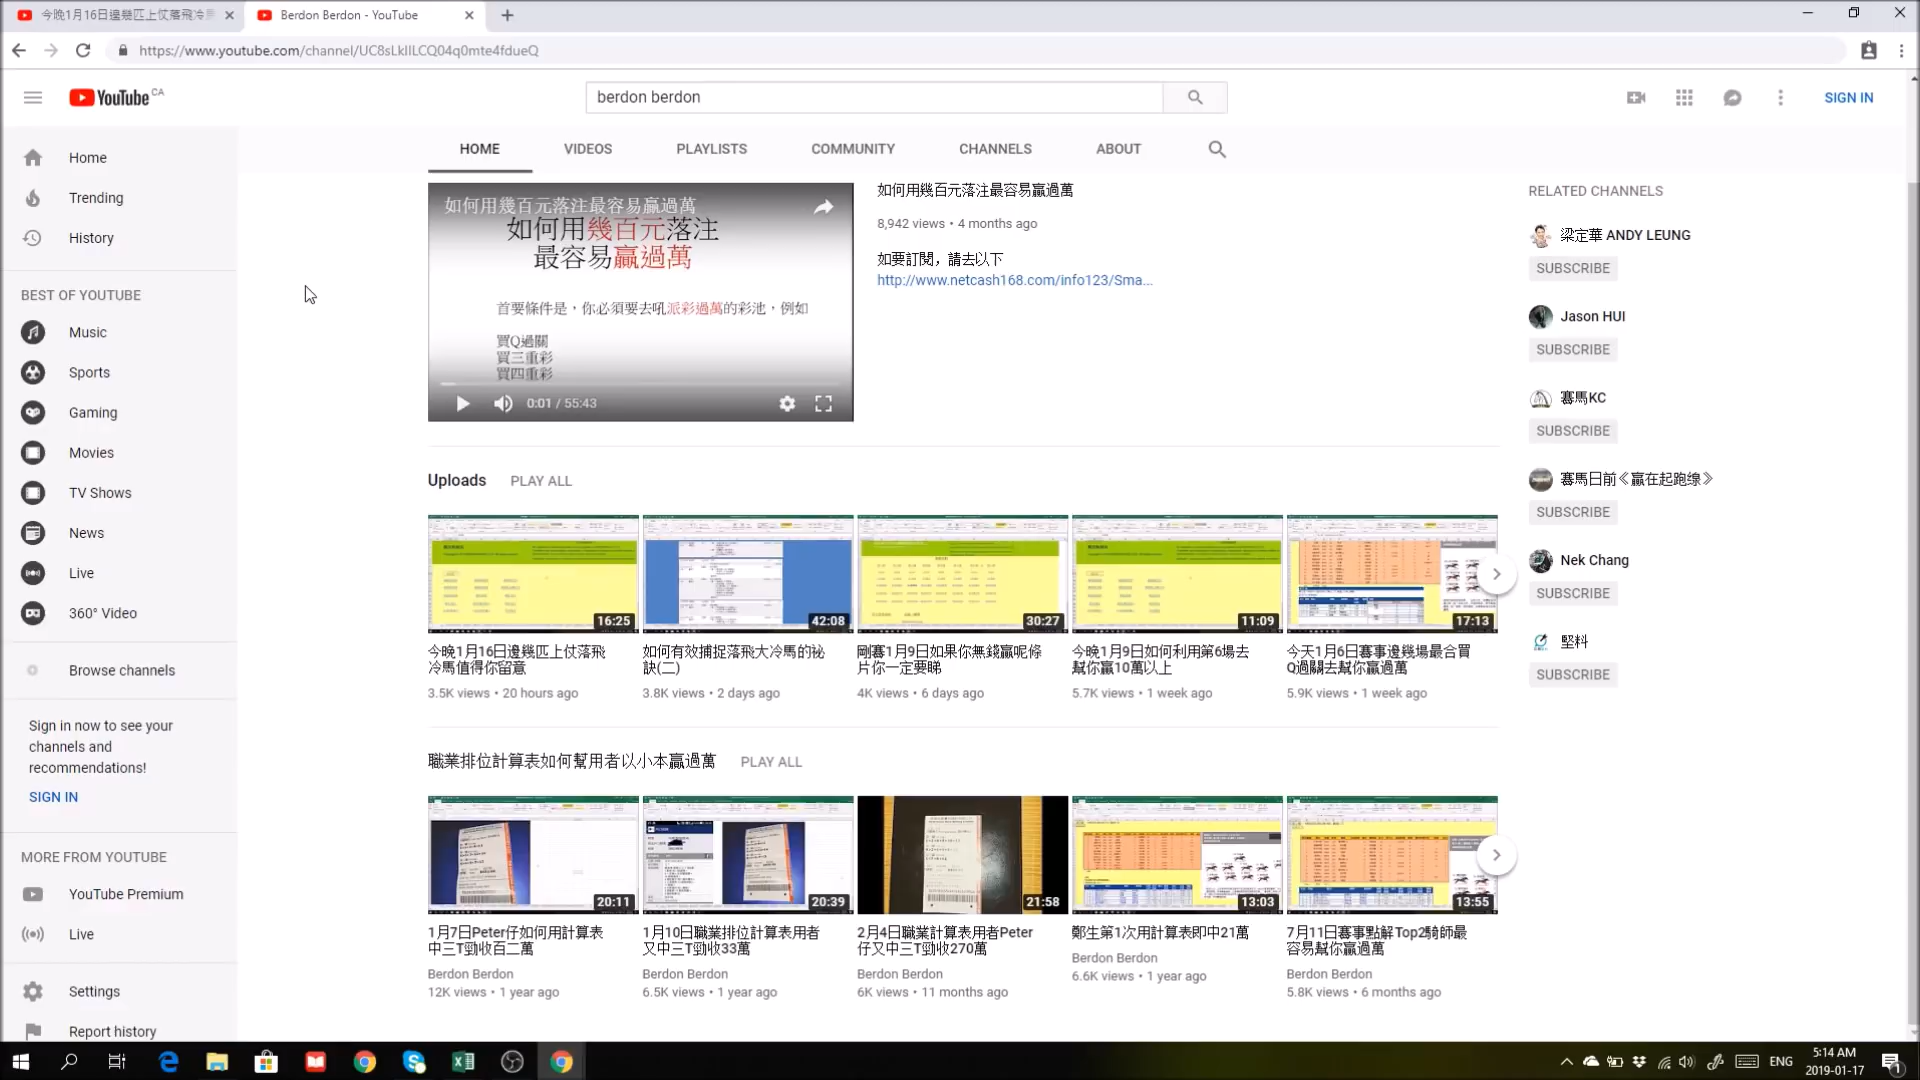 今晚1月16日邊幾匹上仗落飛冷馬
Berdon Berdon - YouTube
https://www.youtube.com/channel/UC8sLkIlLCQ04q0mte4fdueQ
YouTube CA
berdon berdon
SIGN IN
HOME
VIDEOS
PLAYLISTS
COMMUNITY
CHANNELS
ABOUT
Home
Trending
History
BEST OF YOUTUBE
Music
Sports
Gaming
Movies
TV Shows
News
Live
360° Video
Browse channels
Sign in now to see your
channels and
recommendations!
SIGN IN
MORE FROM YOUTUBE
YouTube Premium
Live
Settings
Report history
如何用幾百元落注最容易贏過萬
如何用幾百元落注
最容易贏過萬
首要條件是，你必須要去吼派彩過萬的彩池，例如
買Q過關
買三重彩
買四重彩
0:01 / 55:43
如何用幾百元落注最容易贏過萬
8,942 views • 4 months ago
如要訂閱，請去以下
http://www.netcash168.com/info123/Sma...
Uploads PLAY ALL
16:25
今晚1月16日邊幾匹上仗落飛
冷馬值得你留意
3.5K views • 20 hours ago
42:08
如何有效捕捉落飛大冷馬的祕
訣(二)
3.8K views • 2 days ago
30:27
剛賽1月9日如果你無錢贏呢條
片你一定要睇
4K views • 6 days ago
11:09
今晚1月9日如何利用第6場去
幫你贏10萬以上
5.7K views • 1 week ago
17:13
今天1月6日賽事邊幾場最合買
Q過關去幫你贏過萬
5.9K views • 1 week ago
職業排位計算表如何幫用者以小本贏過萬 PLAY ALL
20:11
1月7日Peter仔如何用計算表
中三T勁收百二萬
Berdon Berdon
12K views • 1 year ago
20:39
1月10日職業排位計算表用者
又中三T勁收33萬
Berdon Berdon
6.5K views • 1 year ago
21:58
2月4日職業計算表用者Peter
仔又中三T勁收270萬
Berdon Berdon
6K views • 11 months ago
13:03
鄭生第1次用計算表即中21萬
Berdon Berdon
6.6K views • 1 year ago
13:55
7月11日賽事點解Top2騎師最
容易幫你贏過萬
Berdon Berdon
5.8K views • 6 months ago
RELATED CHANNELS
梁定華 ANDY LEUNG
SUBSCRIBE
Jason HUI
SUBSCRIBE
賽馬KC
SUBSCRIBE
賽馬日前《贏在起跑線》
SUBSCRIBE
Nek Chang
SUBSCRIBE
堅料
SUBSCRIBE
ENG
5:14 AM
2019-01-17
1